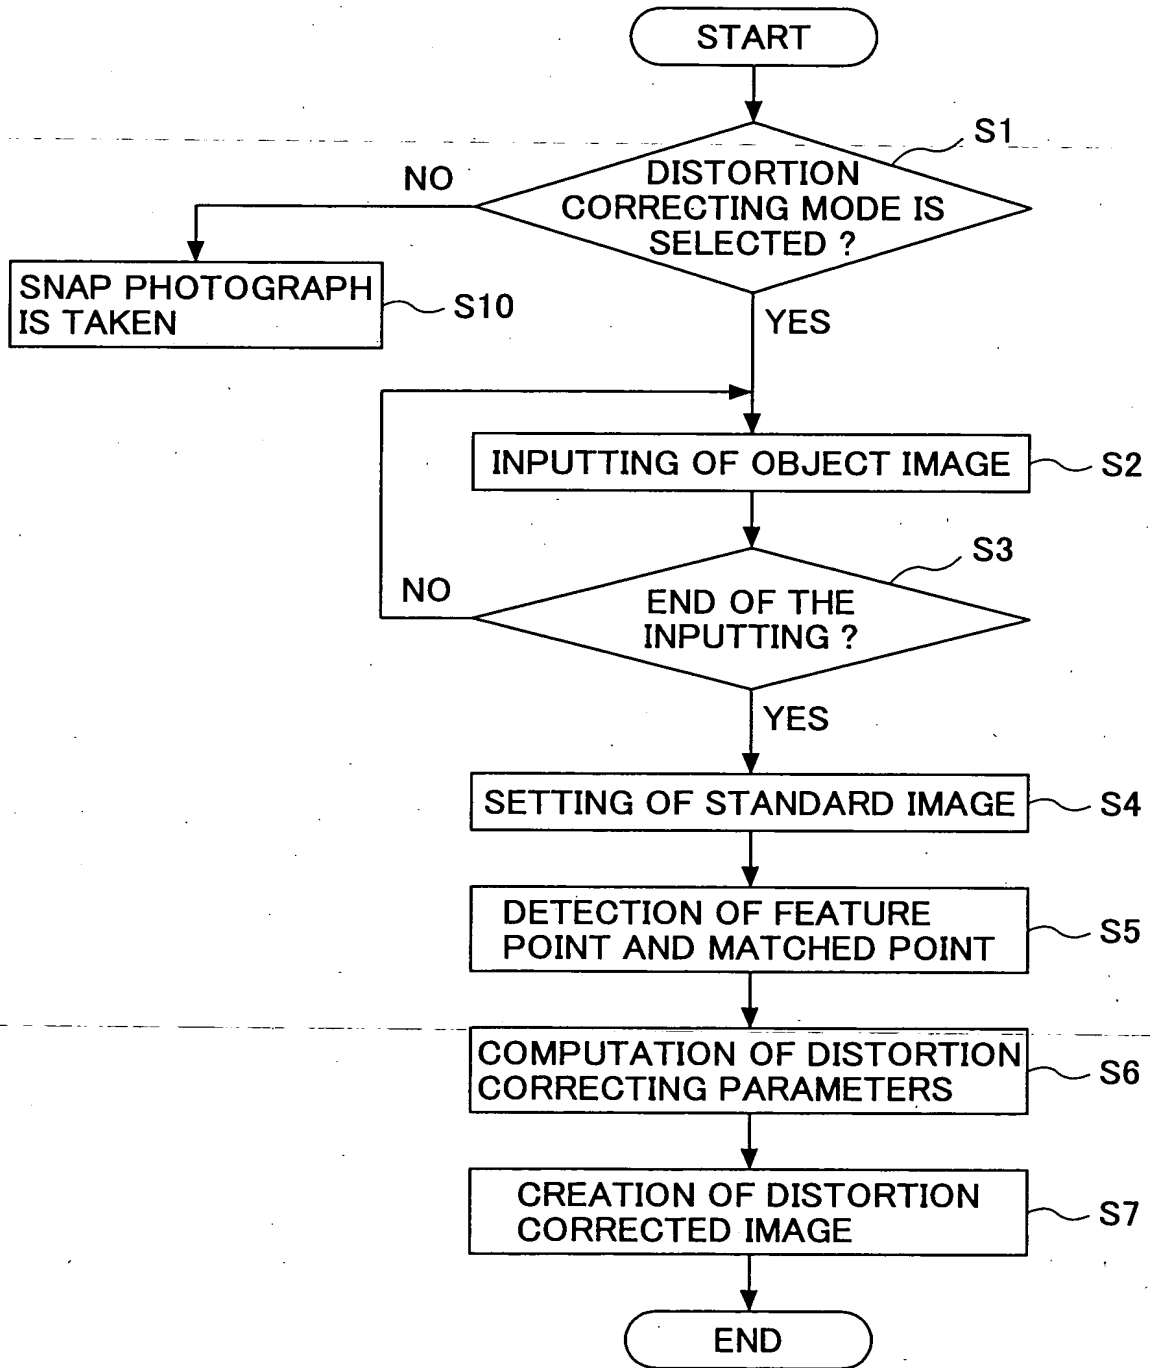 START
S1
DISTORTION
CORRECTING MODE IS
SELECTED ?
NO
SNAP PHOTOGRAPH
IS TAKEN
S10
YES
INPUTTING OF OBJECT IMAGE
S2
S3
END OF THE
INPUTTING ?
NO
YES
SETTING OF STANDARD IMAGE
S4
DETECTION OF FEATURE
POINT AND MATCHED POINT
S5
COMPUTATION OF DISTORTION
CORRECTING PARAMETERS
S6
CREATION OF DISTORTION
CORRECTED IMAGE
S7
END